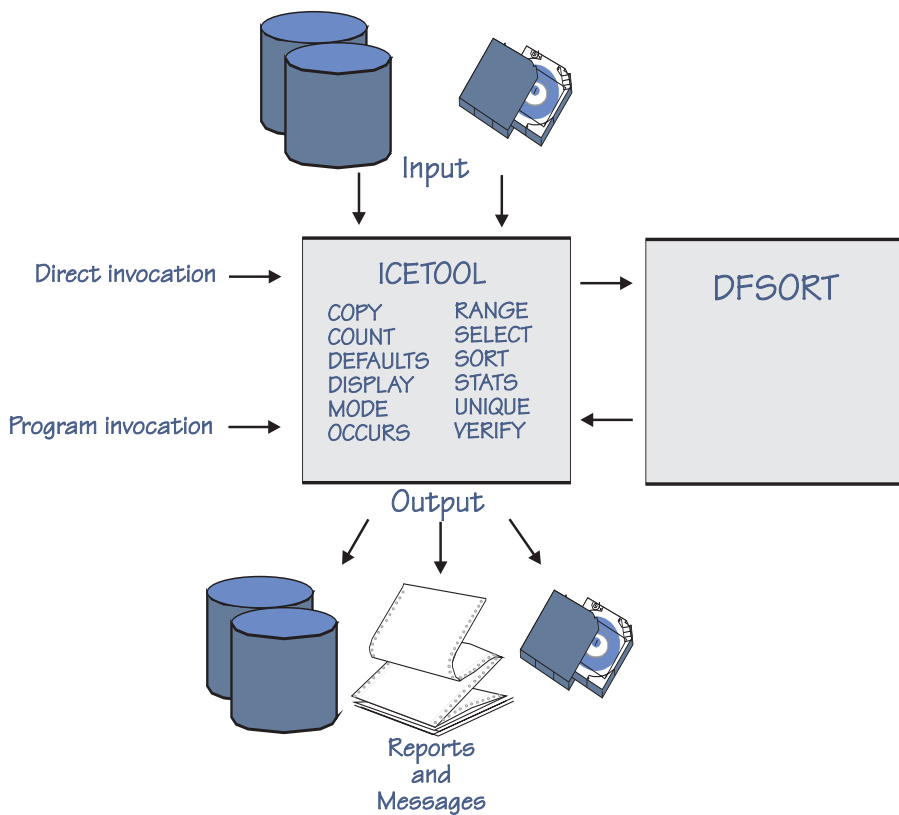 Input
Direct invocation
Program invocation
ICETOOL
COPY
COUNT
DEFAULTS
DISPLAY
MODE
OCCURS
RANGE
SELECT
SORT
STATS
UNIQUE
VERIFY
DFSORT
Output
Reports
and
Messages